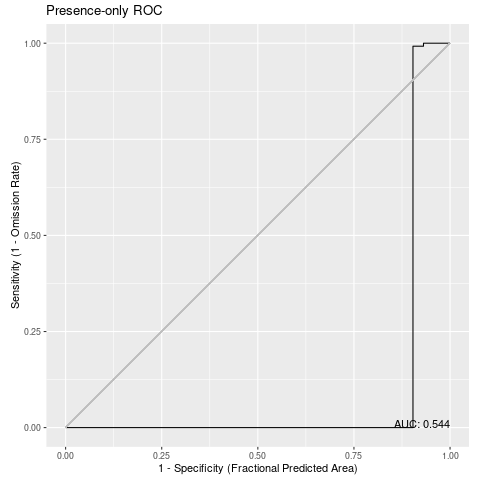 Presence-only ROC
Sensitivity (1 - Omission Rate)
1.00
0.75
0.50
0.25
0.00
AUC: 0.544
0.00 0.25 0.50 0.75 1.00
1 - Specificity (Fractional Predicted Area)